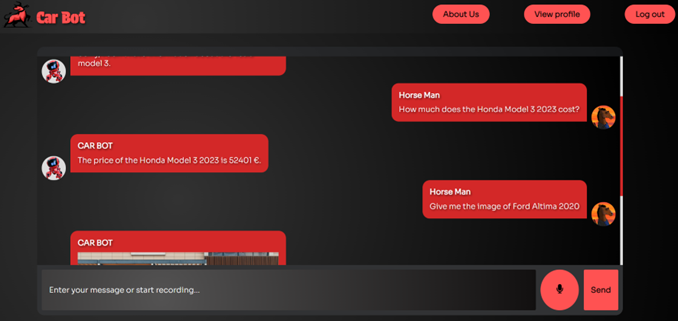 Car Bot
About Us
View profile
Log out
model 3.
Horse Man
How much does the Honda Model 3 2023 cost?
CAR BOT
The price of the Honda Model 3 2023 is 52401 €.
Horse Man
Give me the image of Ford Altima 2020
CAR BOT
Enter your message or start recording...
Send